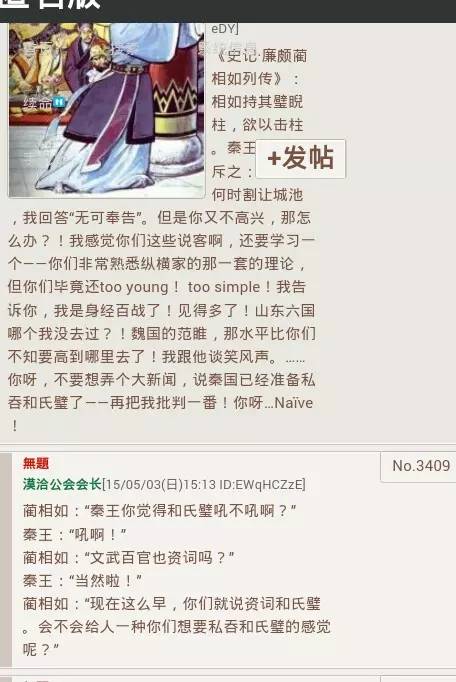 eDY]
《史记·廉颇蔺
相如列传》：
相如持其璧睨
柱，欲以击柱
。秦王
+发帖
斥之：
何时割让城池
，我回答“无可奉告”。但是你又不高兴，那怎
么办？！我感觉你们这些说客啊，还要学习一
个——你们非常熟悉纵横家的那一套的理论，
但你们毕竟还too young！ too simple！我告
诉你，我是身经百战了！见得多了！山东六国
哪个我没去过？！魏国的范睢，那水平比你们
不知要高到哪里去了！我跟他谈笑风声。……
你呀，不要想弄个大新闻，说秦国已经准备私
吞和氏璧了——再把我批判一番！你呀…Naïve
！
無題
No.3409
漠洽公会会长[15/05/03(日)15:13 ID:EWqHCZzE]
蔺相如：“秦王你觉得和氏璧吼不吼啊？”
秦王：“吼啊！”
蔺相如：“文武百官也资词吗？”
秦王：“当然啦！”
蔺相如：“现在这么早，你们就说资词和氏璧
。会不会给人一种你们想要私吞和氏璧的感觉
呢？”